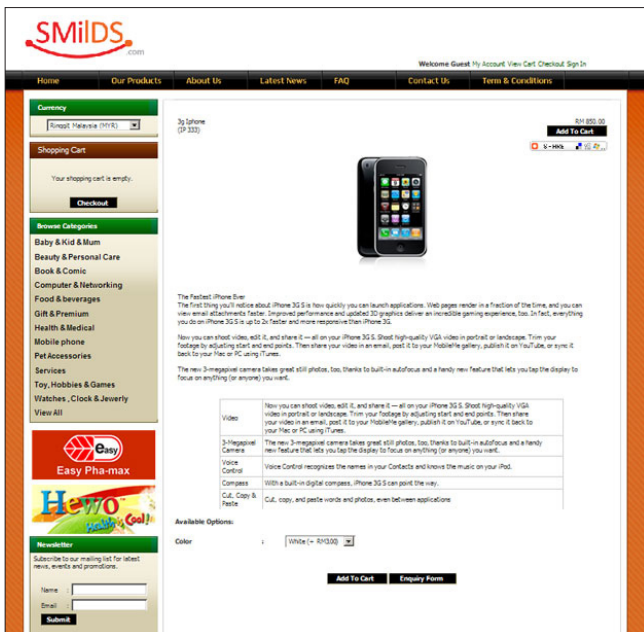 SMilDS
.com
Welcome Guest My Account View Cart Checkout Sign In
Home Our Products About Us Latest News FAQ Contact Us Term & Conditions
Currency
Ringgit Malaysia (MYR)
Shopping Cart
Your shopping cart is empty.
Checkout
Browse Categories
Baby & Kid & Mum
Beauty & Personal Care
Book & Comic
Computer & Networking
Food & beverages
Gift & Premium
Health & Medical
Mobile phone
Pet Accessories
Services
Toy, Hobbies & Games
Watches , Clock & Jewerly
View All
easy
Easy Pha-max
Hewo
Health is Cool!
Newsletter
Subscribe to our mailing list for latest
news, events and promotions.
Name :
Email :
Submit
3g Iphone
(IP 333)
RM 850.00
Add To Cart
The Fastest iPhone Ever
The first thing you'll notice about iPhone 3G S is how quickly you can launch applications. Web pages render in a fraction of the time, and you can
view email attachments faster. Improved performance and updated 3D graphics deliver an incredible gaming experience, too. In fact, everything
you do on iPhone 3G S is up to 2x faster and more responsive than iPhone 3G.
Now you can shoot video, edit it, and share it — all on your iPhone 3G S. Shoot high-quality VGA video in portrait or landscape. Trim your
footage by adjusting start and end points. Then share your video in an email, post it to your MobileMe gallery, publish it on YouTube, or sync it
back to your Mac or PC using iTunes.
The new 3-megapixel camera takes great still photos, too, thanks to built-in autofocus and a handy new feature that lets you tap the display to
focus on anything (or anyone) you want.
Video
Now you can shoot video, edit it, and share it — all on your iPhone 3G S. Shoot high-quality VGA
video in portrait or landscape. Trim your footage by adjusting start and end points. Then share
your video in an email, post it to your MobileMe gallery, publish it on YouTube, or sync it back to
your Mac or PC using iTunes.
3-Megapixel
Camera
The new 3-megapixel camera takes great still photos, too, thanks to built-in autofocus and a handy
new feature that lets you tap the display to focus on anything (or anyone) you want.
Voice
Control
Voice Control recognizes the names in your Contacts and knows the music on your iPod.
Compass
With a built-in digital compass, iPhone 3G S can point the way.
Cut, Copy &
Paste
Cut, copy, and paste words and photos, even between applications
Available Options:
Color : White (+ RM3.00)
Add To Cart Enquiry Form